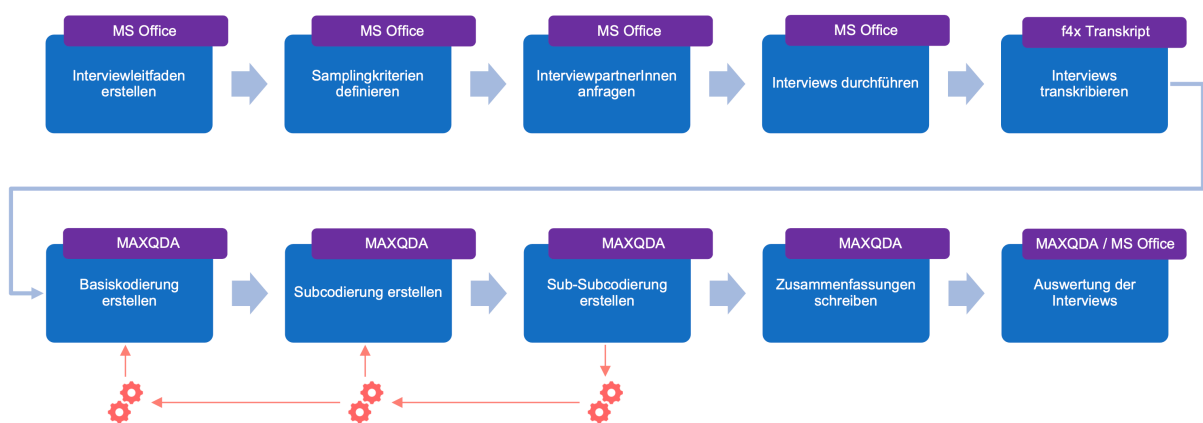 MS Office
Interviewleitfaden
erstellen
MS Office
Samplingkriterien
definieren
MS Office
InterviewpartnerInnen
anfragen
MS Office
Interviews durchführen
f4x Transkript
Interviews
transkribieren
MAXQDA
Basiskodierung
erstellen
MAXQDA
Subcodierung erstellen
MAXQDA
Sub-Subcodierung
erstellen
MAXQDA
Zusammenfassungen
schreiben
MAXQDA / MS Office
Auswertung der
Interviews